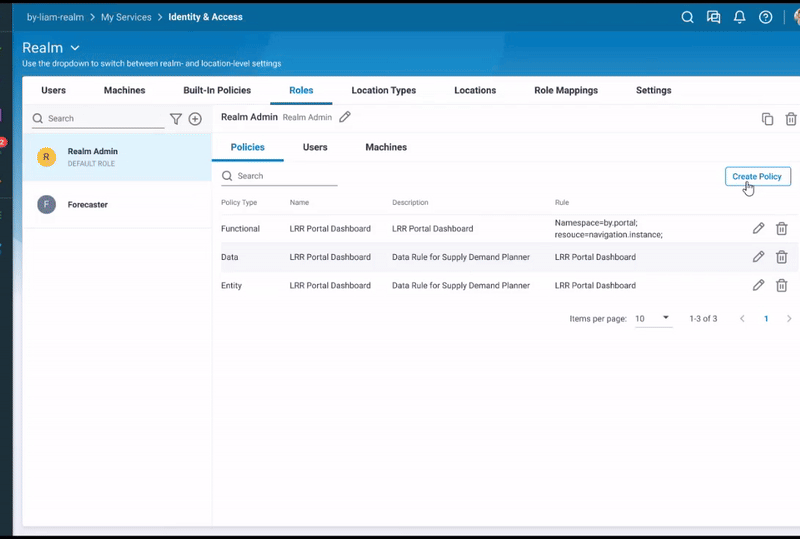 by-liam-realm > My Services > Identity & Access
Realm
Use the dropdown to switch between realm- and location-level settings
Users Machines Built-In Policies Roles Location Types Locations Role Mappings Settings
Search
Realm Admin Realm Admin
R
Realm Admin
DEFAULT ROLE
F
Forecaster
Policies Users Machines
Search
Create Policy
Policy Type Name Description Rule
Functional LRR Portal Dashboard LRR Portal Dashboard Namespace=by.portal;
resouce=navigation.instance;
Data LRR Portal Dashboard Data Rule for Supply Demand Planner LRR Portal Dashboard
Entity LRR Portal Dashboard Data Rule for Supply Demand Planner LRR Portal Dashboard
Items per page: 10 1-3 of 3 < 1 >